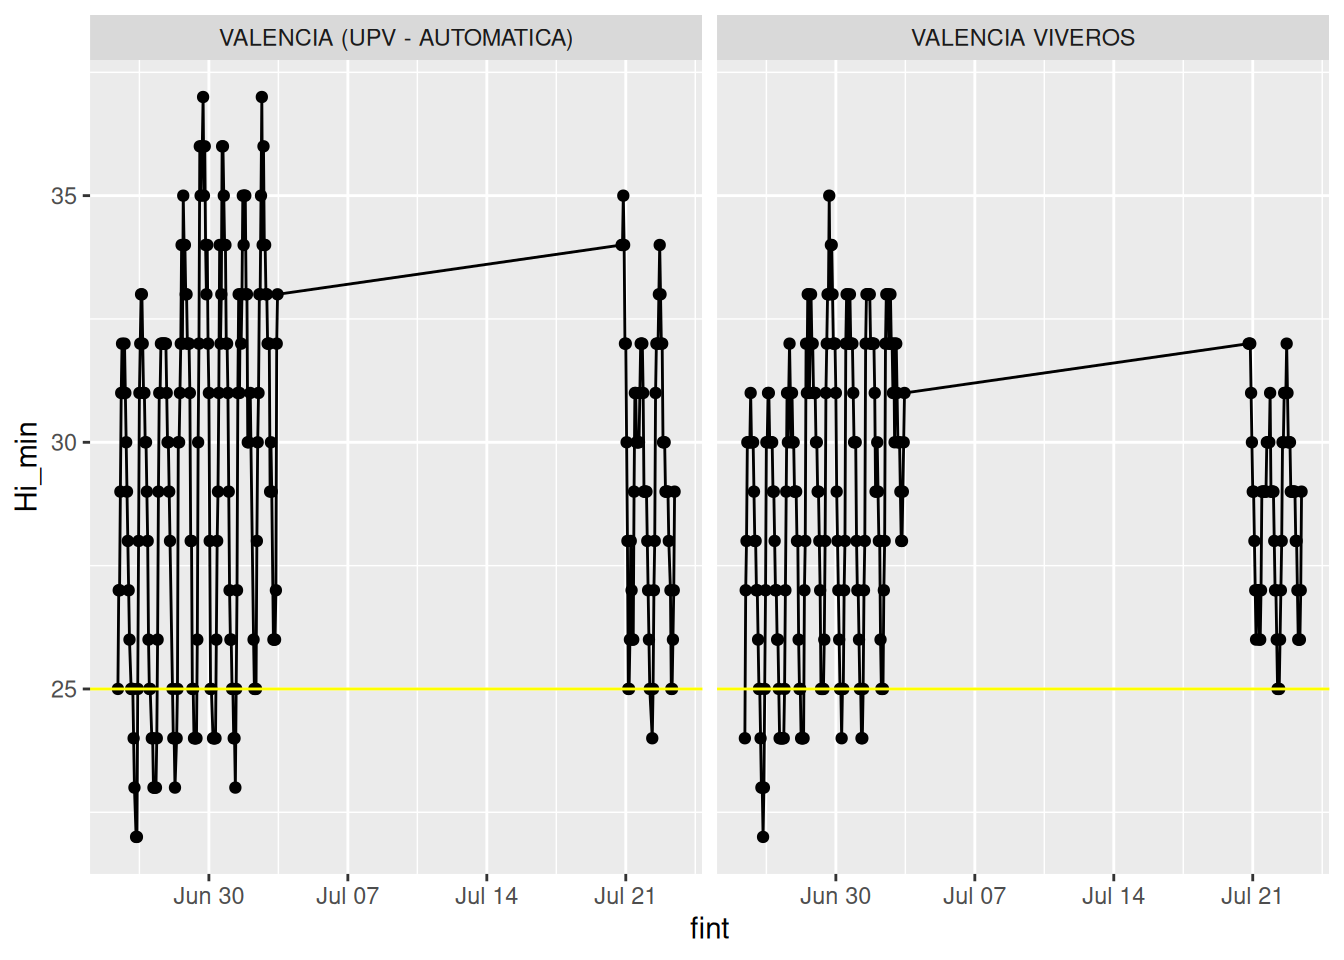 VALENCIA (UPV - AUTOMATICA)
VALENCIA VIVEROS
Hi_min
35
30
25
Jun 30
Jul 07
Jul 14
Jul 21
Jun 30
Jul 07
Jul 14
Jul 21
fint